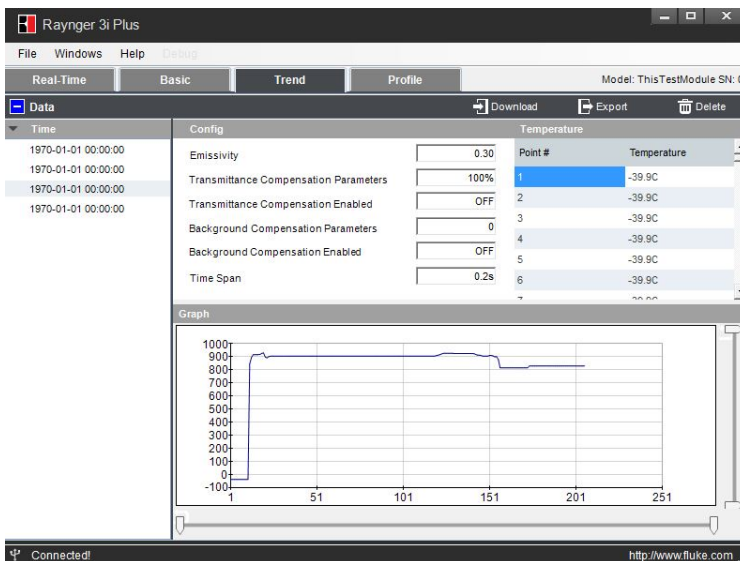 Raynger 3i Plus
File Windows Help Debug
Real-Time Basic Trend Profile Model: ThisTestModule SN:
Data Download Export Delete
Time Config Temperature
1970-01-01 00:00:00
1970-01-01 00:00:00
1970-01-01 00:00:00
1970-01-01 00:00:00
Emissivity 0.30
Transmittance Compensation Parameters 100%
Transmittance Compensation Enabled OFF
Background Compensation Parameters 0
Background Compensation Enabled OFF
Time Span 0.2s
Point # Temperature
1 -39.9C
2 -39.9C
3 -39.9C
4 -39.9C
5 -39.9C
6 -39.9C
Graph
1000
900
800
700
600
500
400
300
200
100
0
-100
1 51 101 151 201 251
Connected! http://www.fluke.com